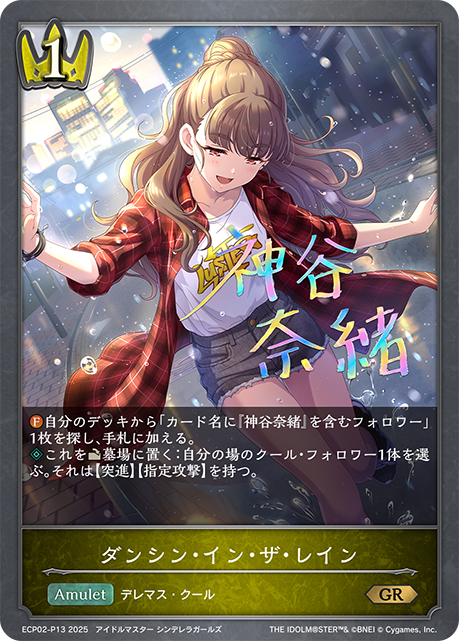 1
神谷
奈緒
F 自分のデッキから「カード名に『神谷奈緒』を含むフォロワー」
1枚を探し、手札に加える。
これを墓場に置く：自分の場のクール・フォロワー1体を選
ぶ。それは【突進】【指定攻撃】を持つ。
ダンシン・イン・ザ・レイン
Amulet デレマス・クール
GR
ECP02-P13 2025 アイドルマスター シンデレラガールズ THE IDOLM@STER™& ©BNEI © Cygames, Inc.